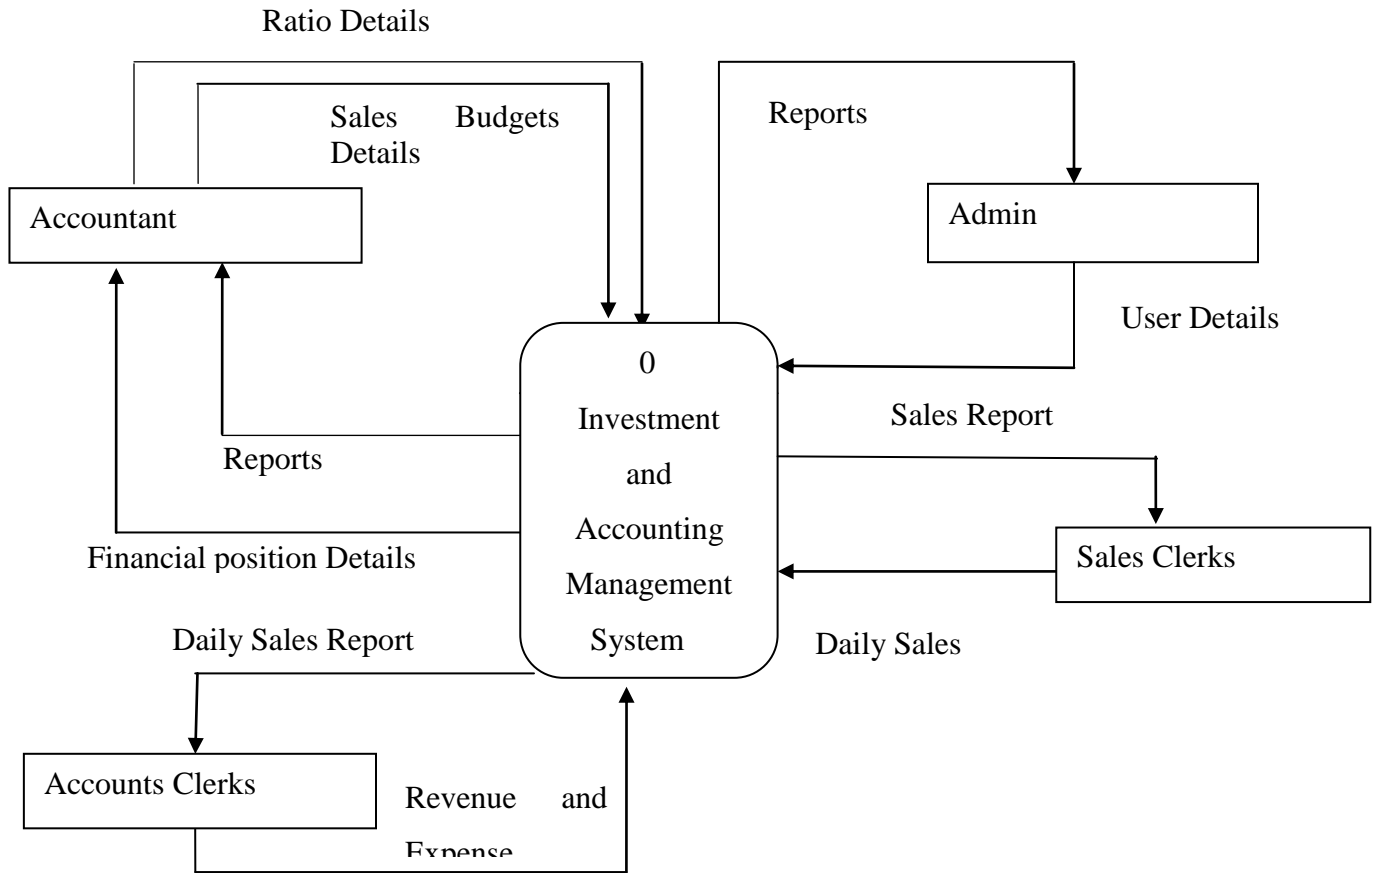 Ratio Details
Sales Budgets
Details
Reports
Accountant
Admin
User Details
0
Investment
and
Accounting
Management
System
Sales Report
Reports
Financial position Details
Sales Clerks
Daily Sales Report
Daily Sales
Accounts Clerks
Revenue and
Expense